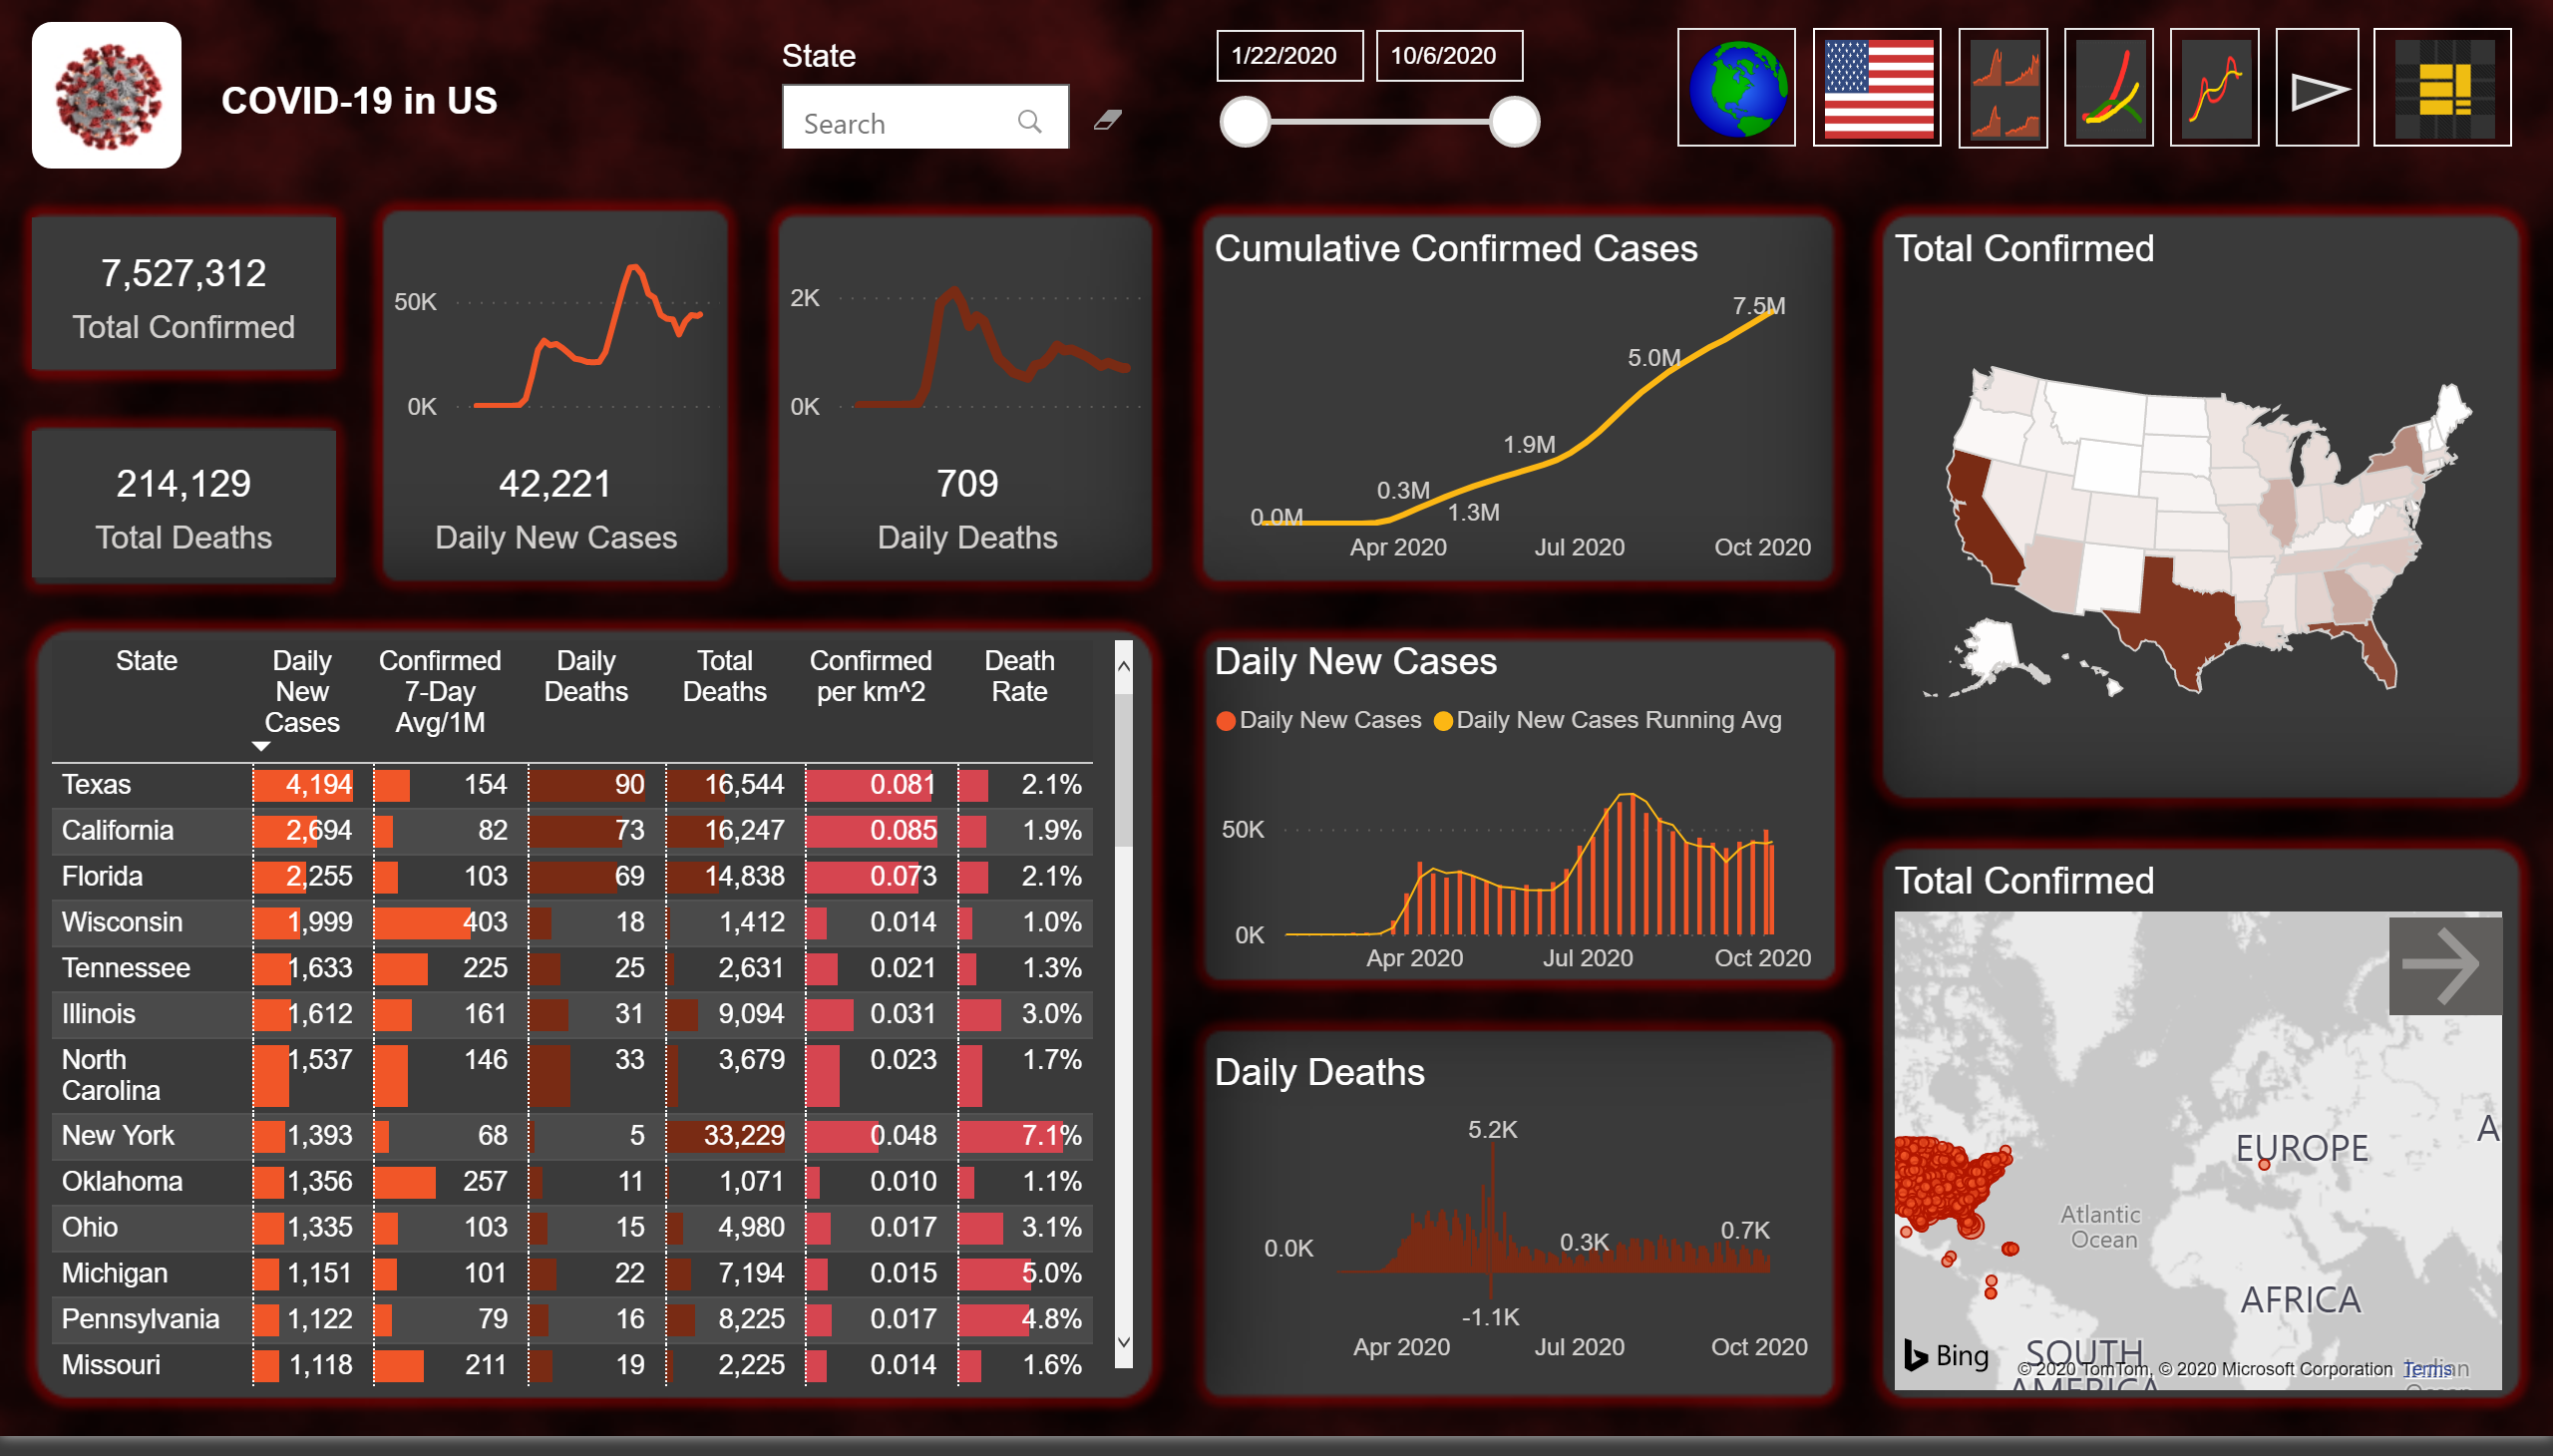 COVID-19 in US
State
Search
1/22/2020
10/6/2020
7,527,312
Total Confirmed
214,129
Total Deaths
50K
0K
42,221
Daily New Cases
2K
0K
709
Daily Deaths
Cumulative Confirmed Cases
7.5M
5.0M
1.9M
0.3M
1.3M
0.0M
Apr 2020 Jul 2020 Oct 2020
Total Confirmed
State Daily New Cases Confirmed 7-Day Avg/1M Daily Deaths Total Deaths Confirmed per km^2 Death Rate
Texas 4,194 154 90 16,544 0.081 2.1%
California 2,694 82 73 16,247 0.085 1.9%
Florida 2,255 103 69 14,838 0.073 2.1%
Wisconsin 1,999 403 18 1,412 0.014 1.0%
Tennessee 1,633 225 25 2,631 0.021 1.3%
Illinois 1,612 161 31 9,094 0.031 3.0%
North Carolina 1,537 146 33 3,679 0.023 1.7%
New York 1,393 68 5 33,229 0.048 7.1%
Oklahoma 1,356 257 11 1,071 0.010 1.1%
Ohio 1,335 103 15 4,980 0.017 3.1%
Michigan 1,151 101 22 7,194 0.015 5.0%
Pennsylvania 1,122 79 16 8,225 0.017 4.8%
Missouri 1,118 211 19 2,225 0.014 1.6%
Daily New Cases
Daily New Cases Daily New Cases Running Avg
50K
0K
Apr 2020 Jul 2020 Oct 2020
Daily Deaths
5.2K
0.0K
0.3K
0.7K
-1.1K
Apr 2020 Jul 2020 Oct 2020
Total Confirmed
EUROPE
A
Atlantic
Ocean
AFRICA
SOUTH
AMERICA
Bing
© 2020 TomTom, © 2020 Microsoft Corporation Terms